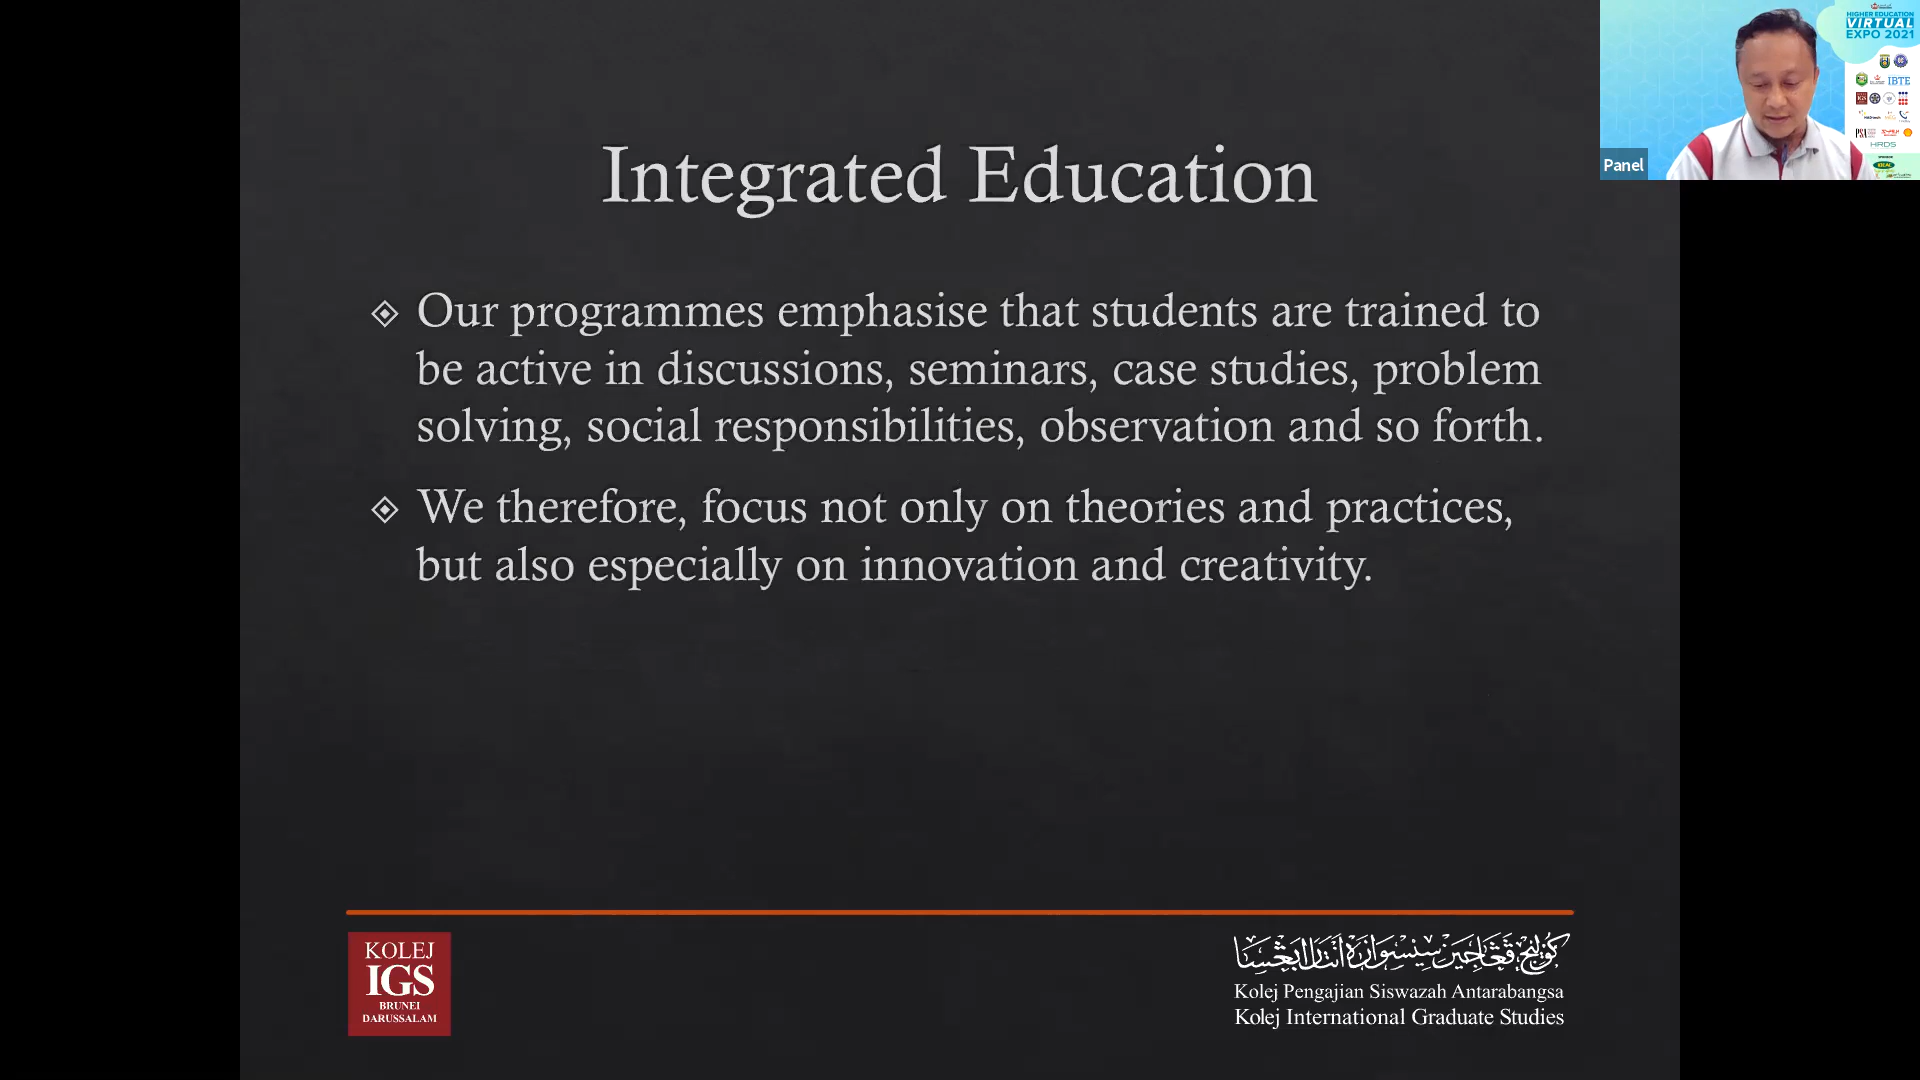 Integrated Education
Our programmes emphasise that students are trained to
be active in discussions, seminars, case studies, problem
solving, social responsibilities, observation and so forth.
We therefore, focus not only on theories and practices,
but also especially on innovation and creativity.
KOLEJ
IGS
BRUNEI
DARUSSALAM
Kolej Pengajian Siswazah Antarabangsa
Kolej International Graduate Studies
Panel
HIGHER EDUCATION
VIRTUAL
EXPO 2021
IBTE
HRDS